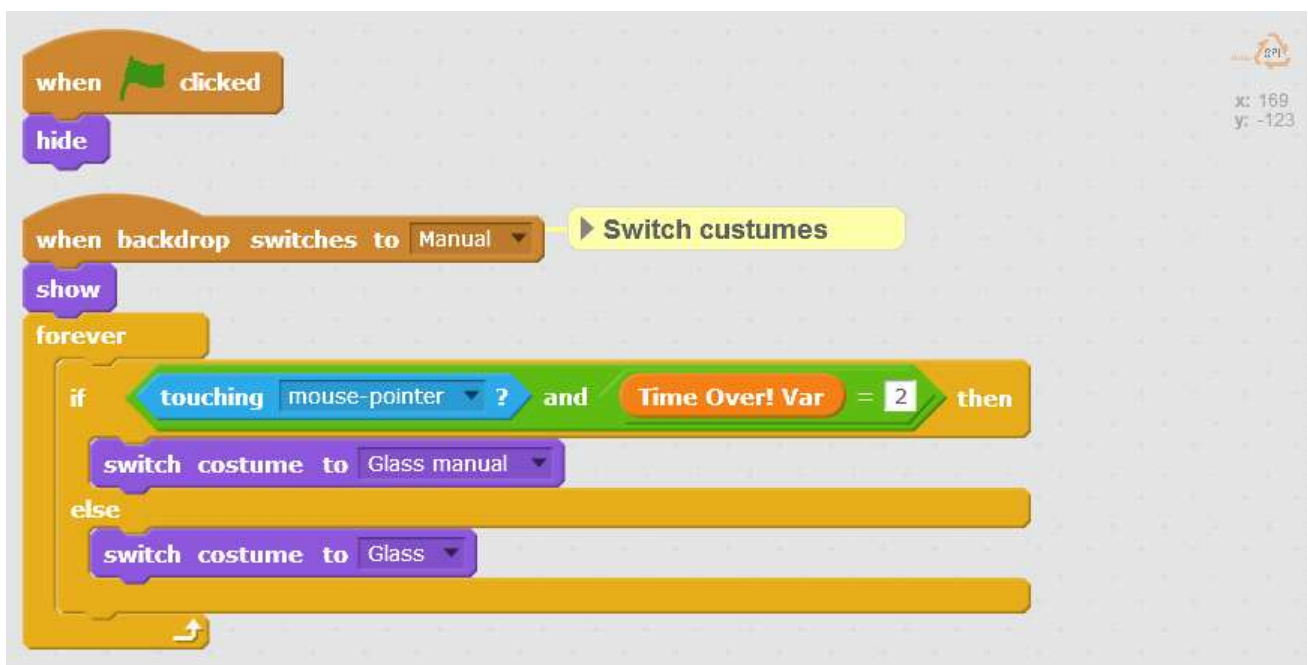 when clicked
hide
x: 169
y: -123
when backdrop switches to Manual
Switch custumes
show
forever
if touching mouse-pointer ? and Time Over! Var = 2 then
switch costume to Glass manual
else
switch costume to Glass